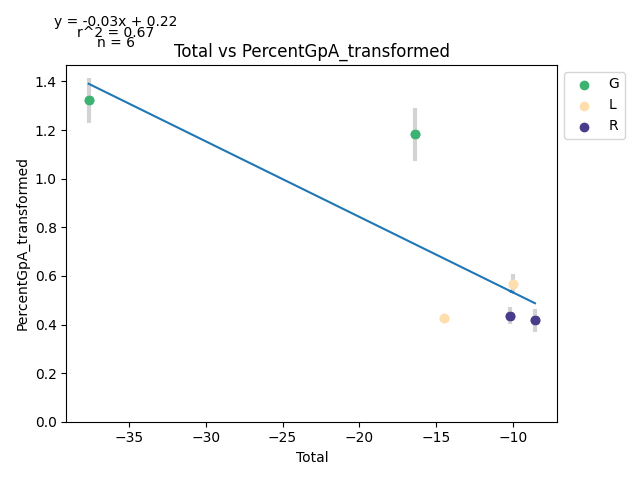 y = -0.03x + 0.22
r^2 = 0.67
n = 6
Total vs PercentGpA_transformed
G
L
R
PercentGpA_transformed
1.4
1.2
1.0
0.8
0.6
0.4
0.2
0.0
−35
−30
−25
−20
−15
−10
Total